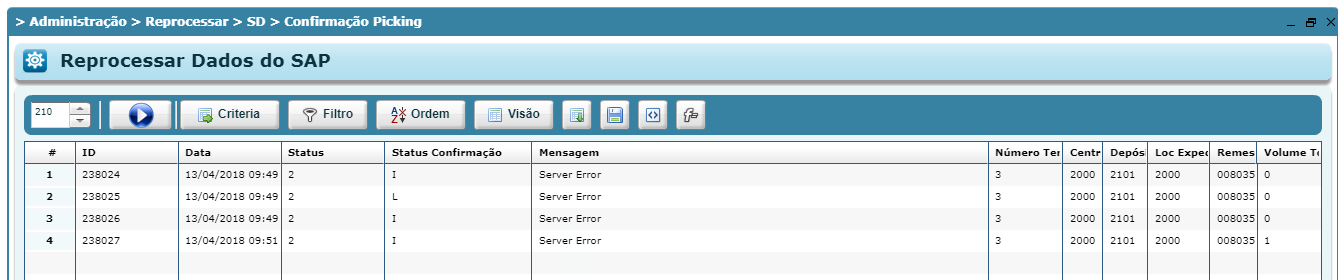 > Administração > Reprocessar > SD > Confirmação Picking
Reprocessar Dados do SAP
210 Criteria Filtro Ordem Visão
# ID Data Status Status Confirmação Mensagem Número Ter Centr Depós Loc Exped Remes Volume To
1 238024 13/04/2018 09:49 2 I Server Error 3 2000 2101 2000 008035 0
2 238025 13/04/2018 09:49 2 L Server Error 3 2000 2101 2000 008035 0
3 238026 13/04/2018 09:49 2 I Server Error 3 2000 2101 2000 008035 0
4 238027 13/04/2018 09:51 2 I Server Error 3 2000 2101 2000 008035 1